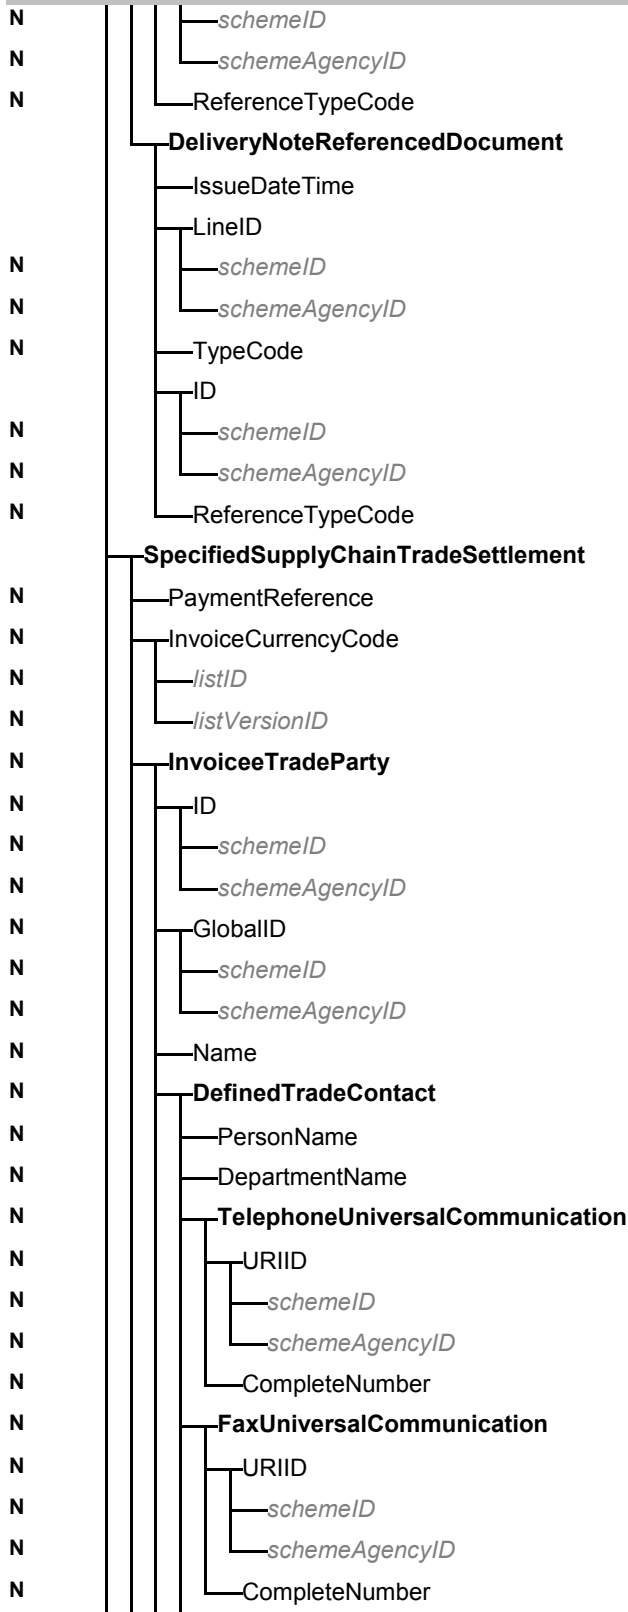 N schemeID
N schemeAgencyID
N ReferenceTypeCode
DeliveryNoteReferencedDocument
IssueDateTime
LineID
N schemeID
N schemeAgencyID
N TypeCode
ID
N schemeID
N schemeAgencyID
N ReferenceTypeCode
SpecifiedSupplyChainTradeSettlement
N PaymentReference
N InvoiceCurrencyCode
N listID
N listVersionID
N InvoiceeTradeParty
N ID
N schemeID
N schemeAgencyID
N GlobalID
N schemeID
N schemeAgencyID
N Name
N DefinedTradeContact
N PersonName
N DepartmentName
N TelephoneUniversalCommunication
N URIID
N schemeID
N schemeAgencyID
N CompleteNumber
N FaxUniversalCommunication
N URIID
N schemeID
N schemeAgencyID
N CompleteNumber